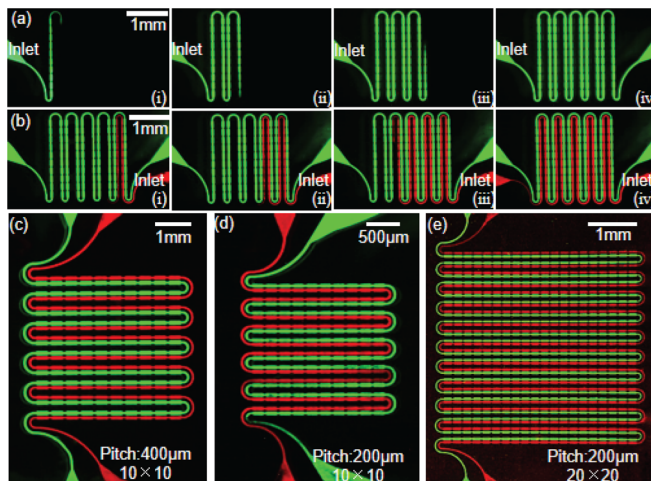 (a)
1mm
Inlet
(i)
Inlet
(ii)
Inlet
(iii)
(iv)
(b)
1mm
Inlet
(i)
Inlet
(ii)
Inlet
(iii)
Inlet
(iv
(c)
1mm
Pitch:400μm
10×10
(d)
500μm
Pitch:200μm
10×10
(e)
1mm
Pitch:200μm
20×20